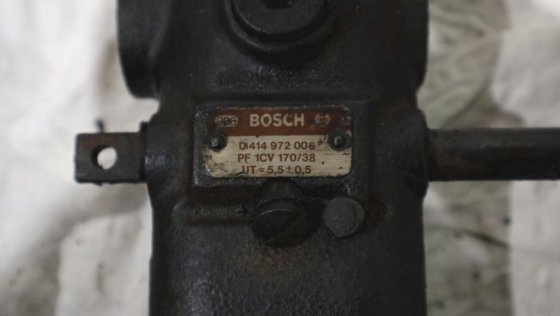 BOSCH
0414 972 006
PF 1CV 170/38
UT = 5,5 ± 0,5